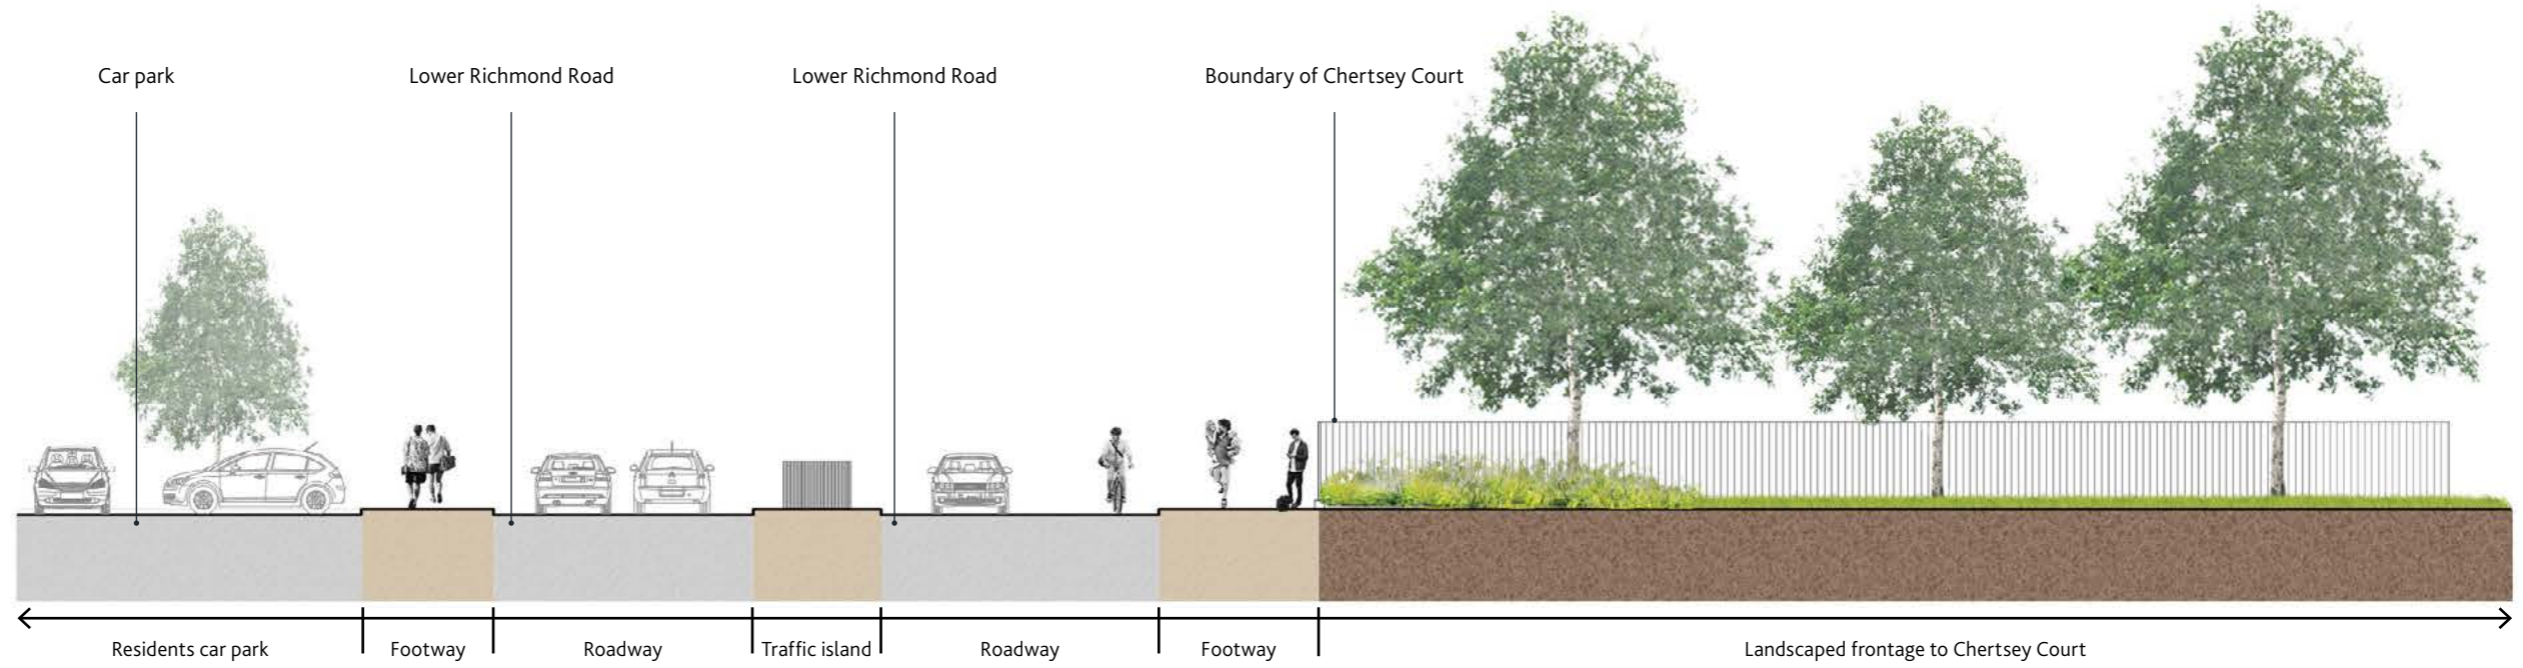 Car park
Lower Richmond Road
Lower Richmond Road
Boundary of Chertsey Court
Residents car park
Footway
Roadway
Traffic island
Roadway
Footway
Landscaped frontage to Chertsey Court